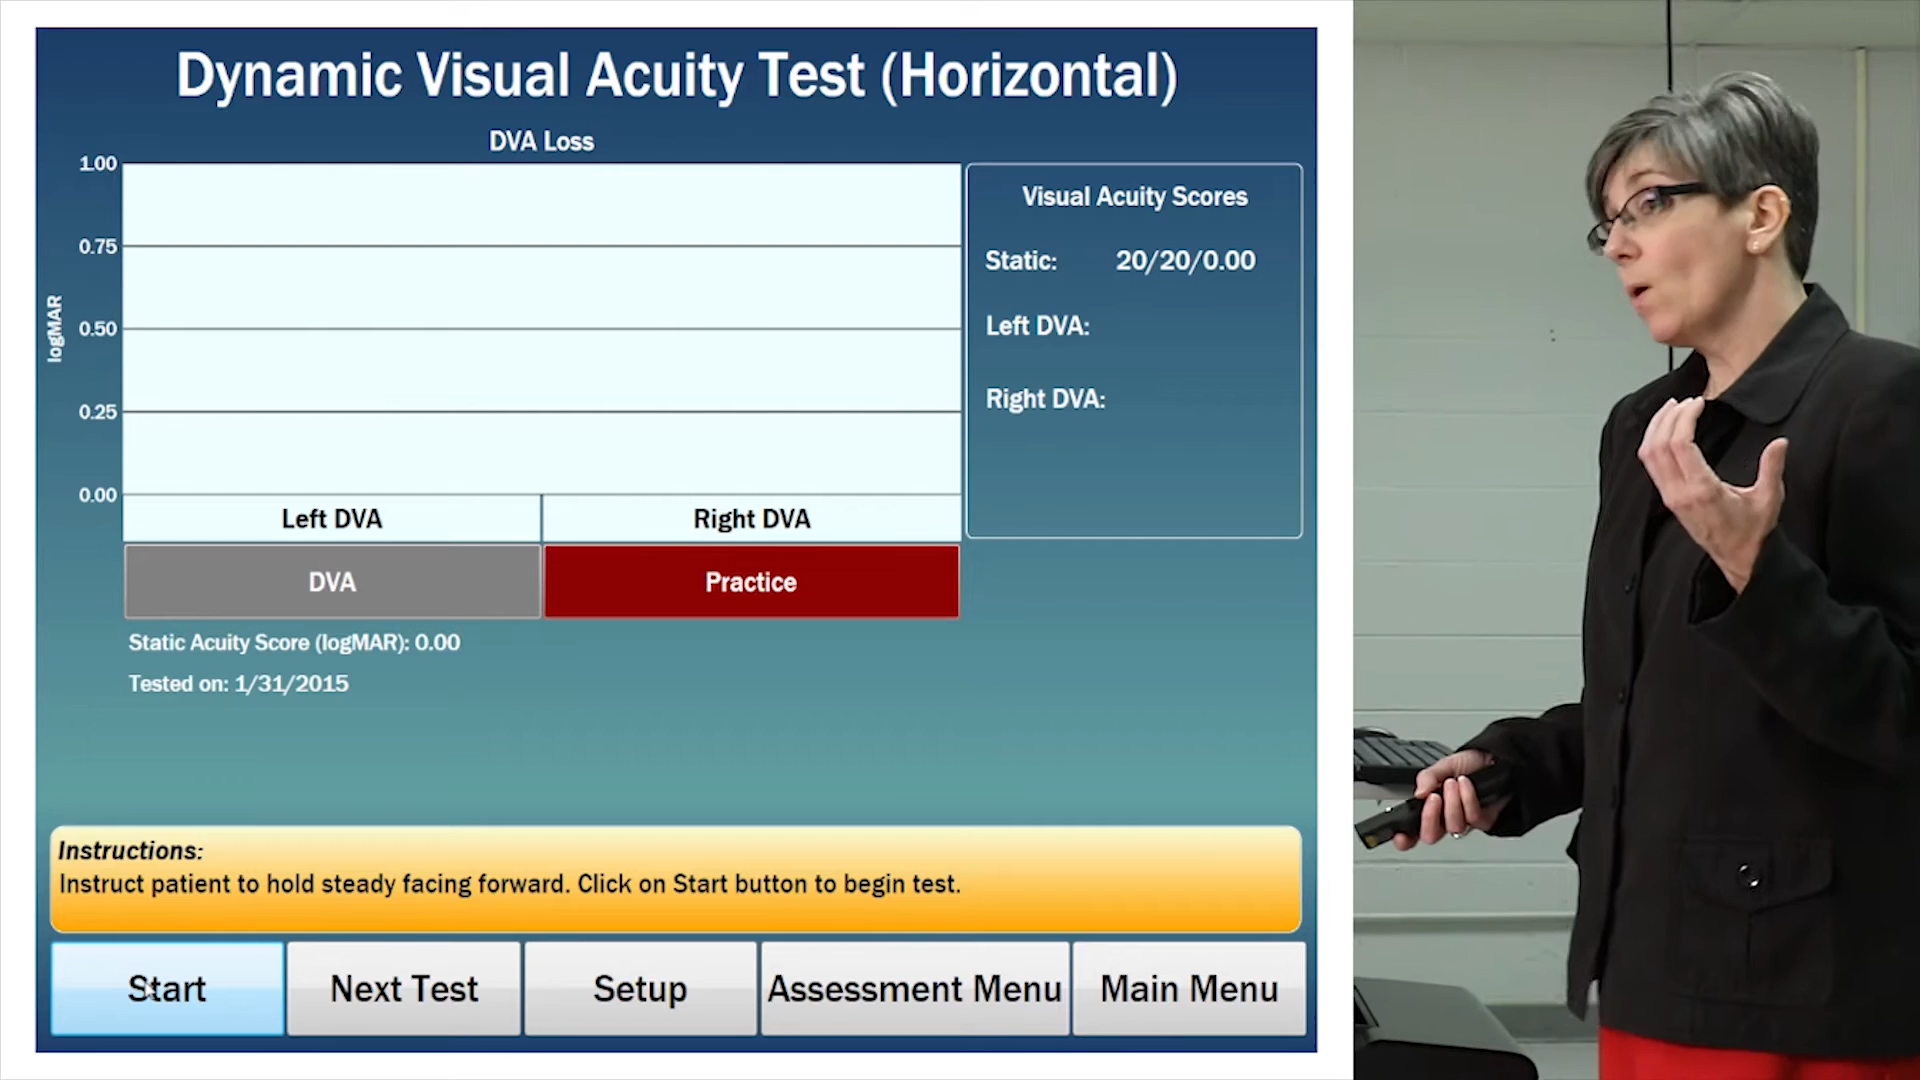 Dynamic Visual Acuity Test (Horizontal)
DVA Loss
1.00
0.75
0.50
0.25
0.00
logMAR
Left DVA
Right DVA
DVA
Practice
Visual Acuity Scores
Static: 20/20/0.00
Left DVA:
Right DVA:
Static Acuity Score (logMAR): 0.00
Tested on: 1/31/2015
Instructions:
Instruct patient to hold steady facing forward. Click on Start button to begin test.
Start
Next Test
Setup
Assessment Menu
Main Menu